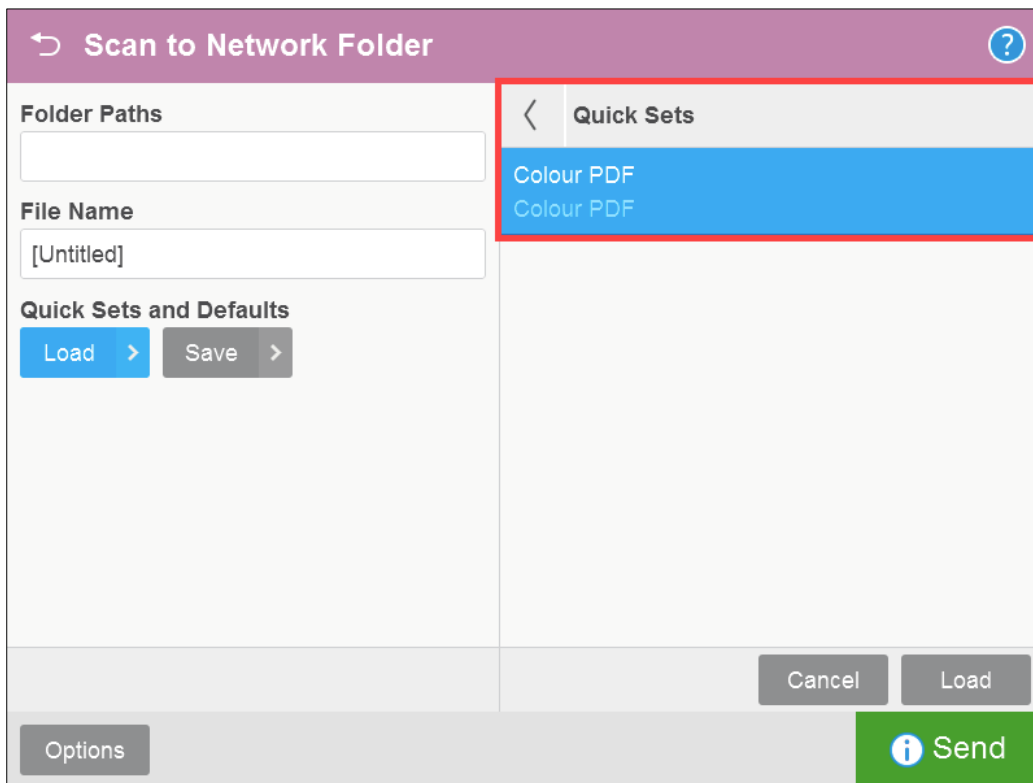 Scan to Network Folder
?
Folder Paths
File Name
[Untitled]
Quick Sets and Defaults
Load
Save
Quick Sets
Colour PDF
Colour PDF
Cancel
Load
Options
i Send